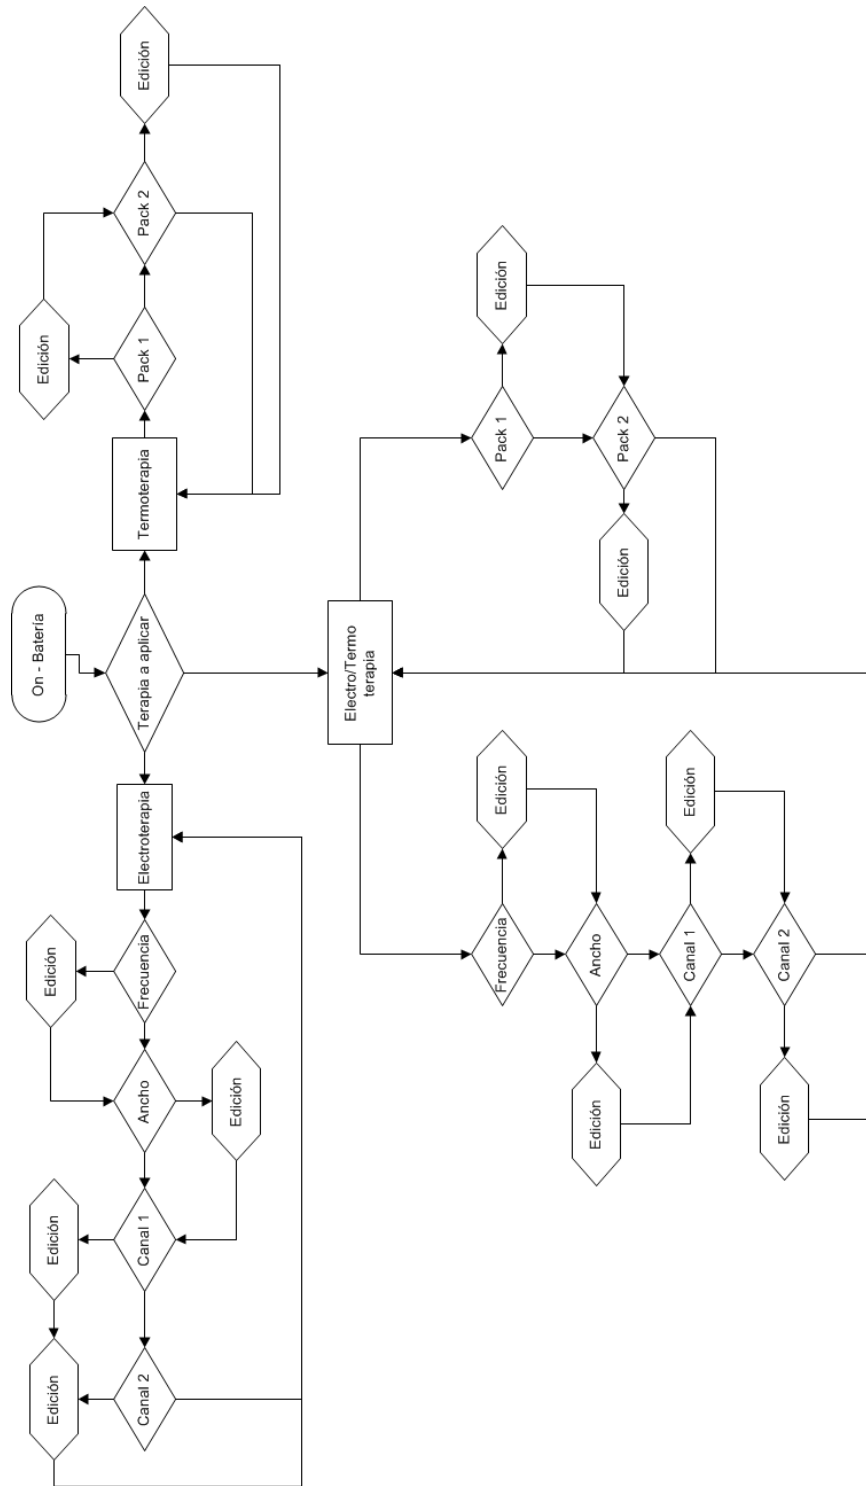 On - Batería
Terapia a aplicar
Electroterapia
Frecuencia
Edición
Ancho
Edición
Canal 1
Edición
Canal 2
Edición
Termoterapia
Pack 1
Edición
Pack 2
Edición
Electro/Termo
terapia
Frecuencia
Edición
Ancho
Edición
Canal 1
Edición
Canal 2
Edición
Pack 1
Edición
Pack 2
Edición